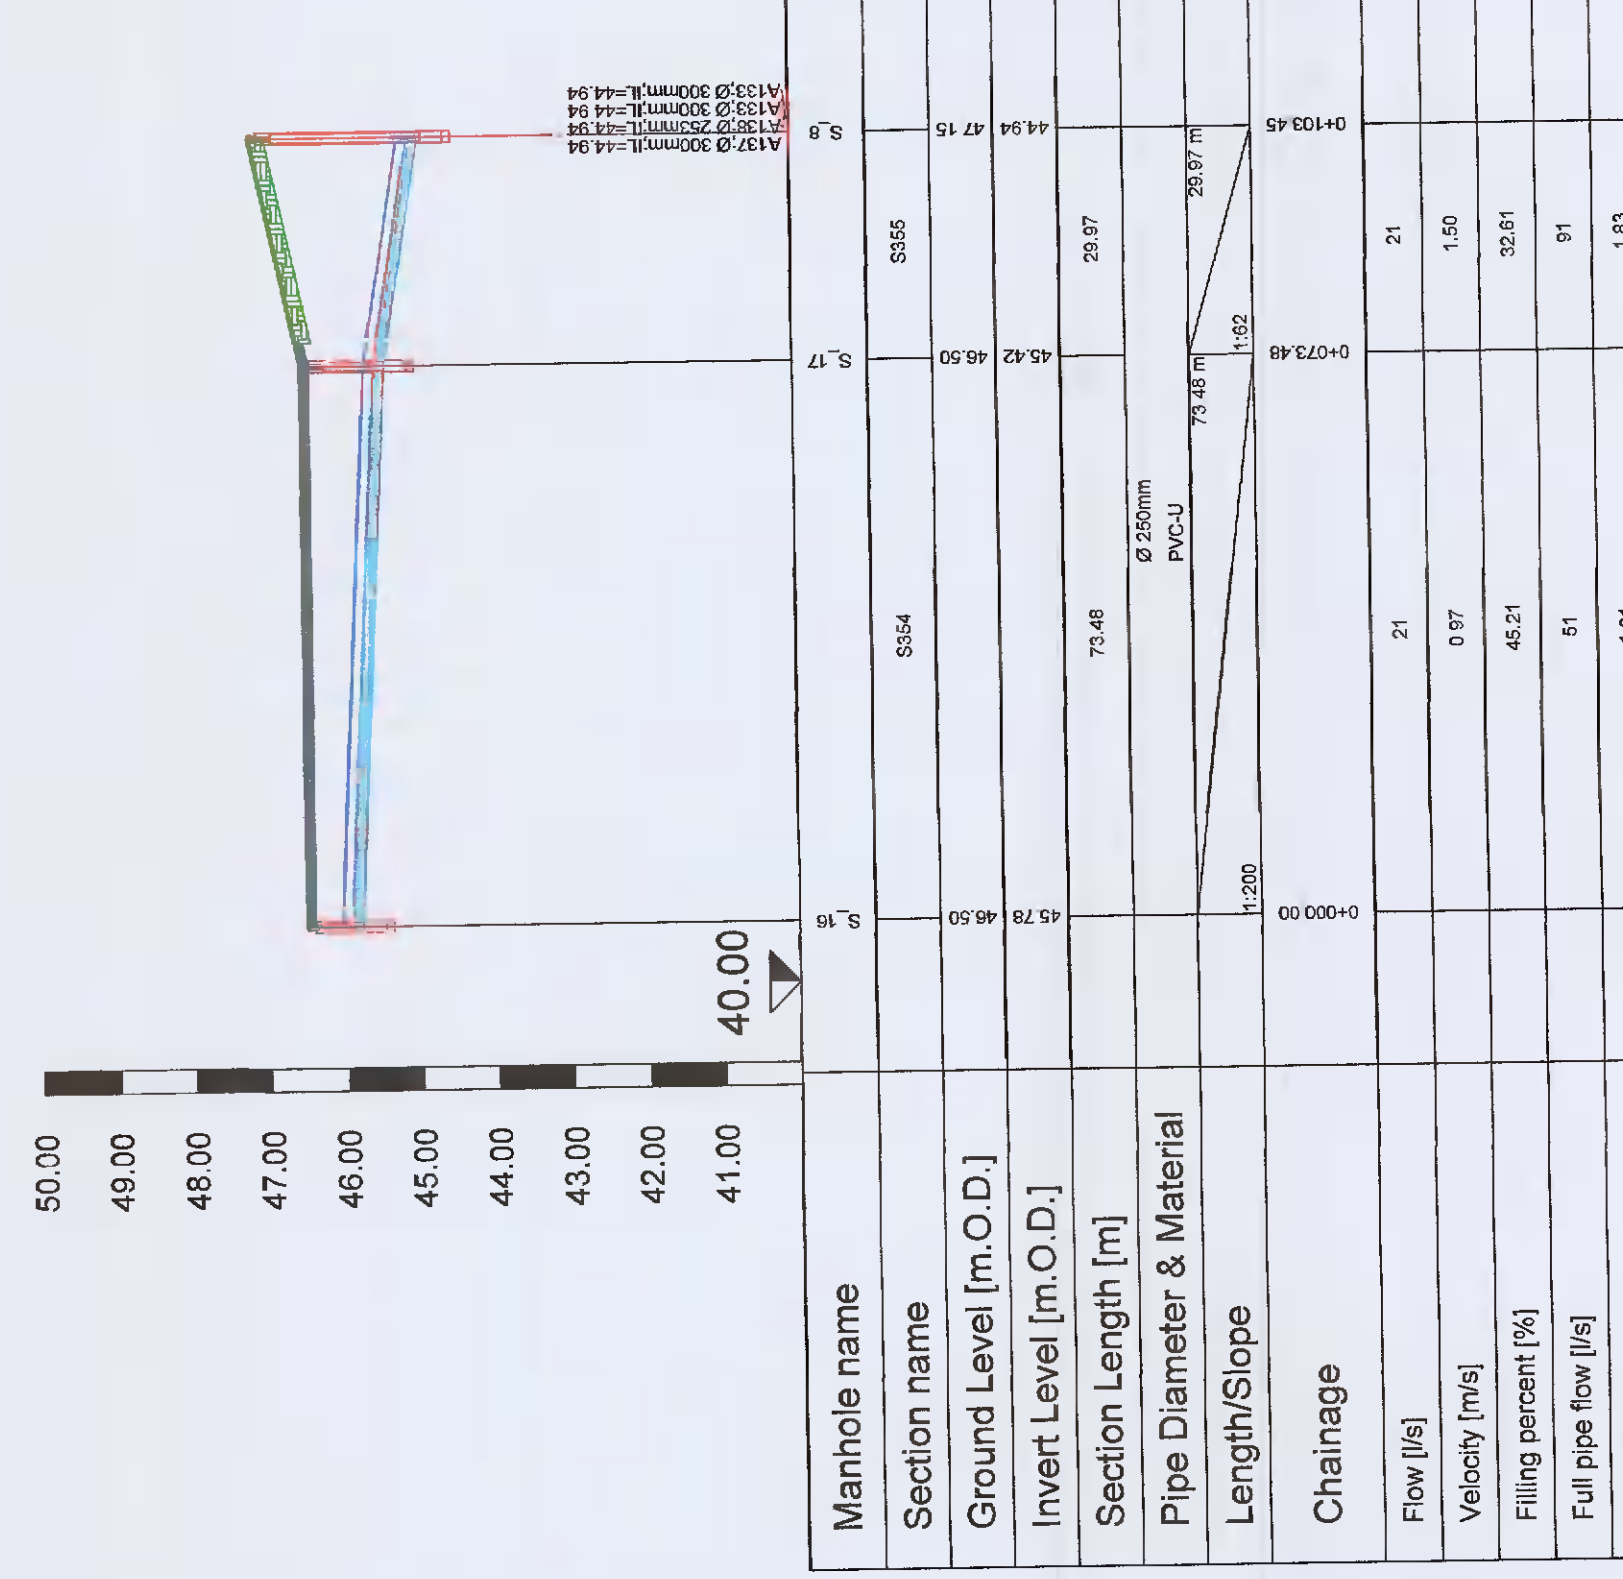 50.00
49.00
48.00
47.00
46.00
45.00
44.00
43.00
42.00
41.00
40.00
A133;Ø 300mm;IL=44.94
A133;Ø 300mm;IL=44 94
A138;Ø 253mm;IL=44.94
A137;Ø 300mm;IL=44.94
Manhole name
S_16
S_17
S_8
Section name
S354
S355
Ground Level [m.O.D.]
46.50
46.50
47.15
Invert Level [m.O.D.]
45.78
45.42
44.94
Section Length [m]
73.48
29.97
Pipe Diameter & Material
Ø 250mm
PVC-U
Length/Slope
1:200
73 48 m
1:62
29.97 m
Chainage
0+000 00
0+073.48
0+103 45
Flow [l/s]
21
21
Velocity [m/s]
0 97
1.50
Filling percent [%]
45.21
32.61
Full pipe flow [l/s]
51
91
1.83